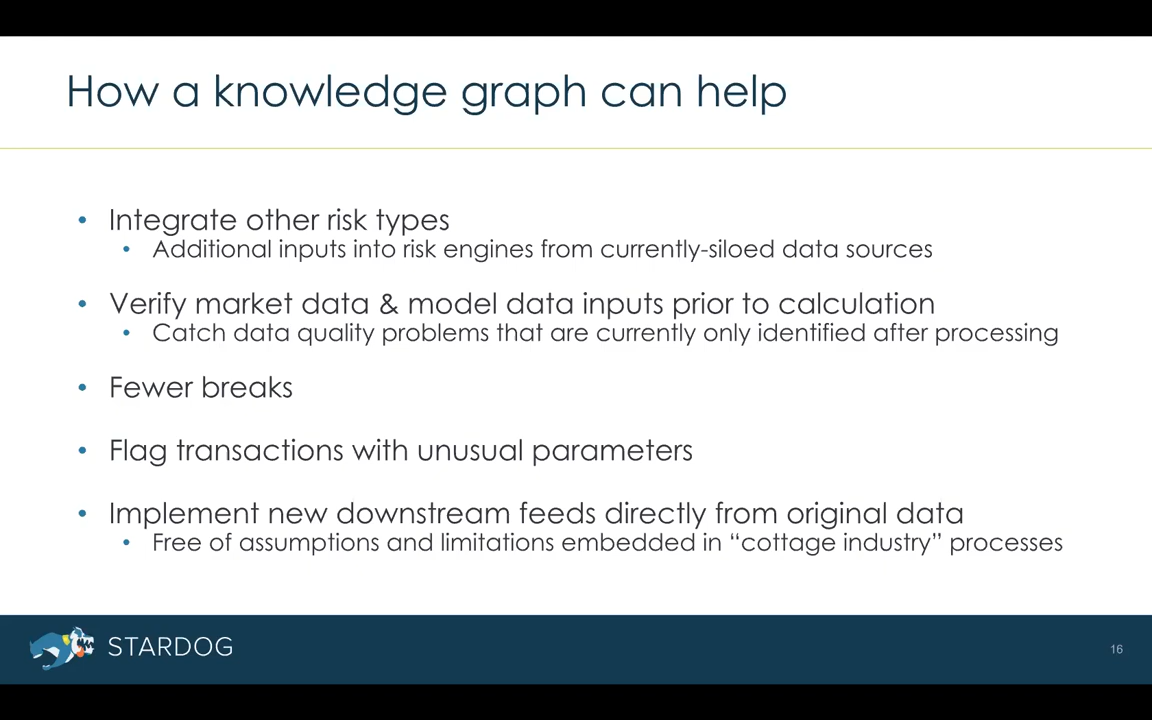 How a knowledge graph can help
• Integrate other risk types
• Additional inputs into risk engines from currently-siloed data sources
• Verify market data & model data inputs prior to calculation
• Catch data quality problems that are currently only identified after processing
• Fewer breaks
• Flag transactions with unusual parameters
• Implement new downstream feeds directly from original data
• Free of assumptions and limitations embedded in “cottage industry” processes
STARDOG
16